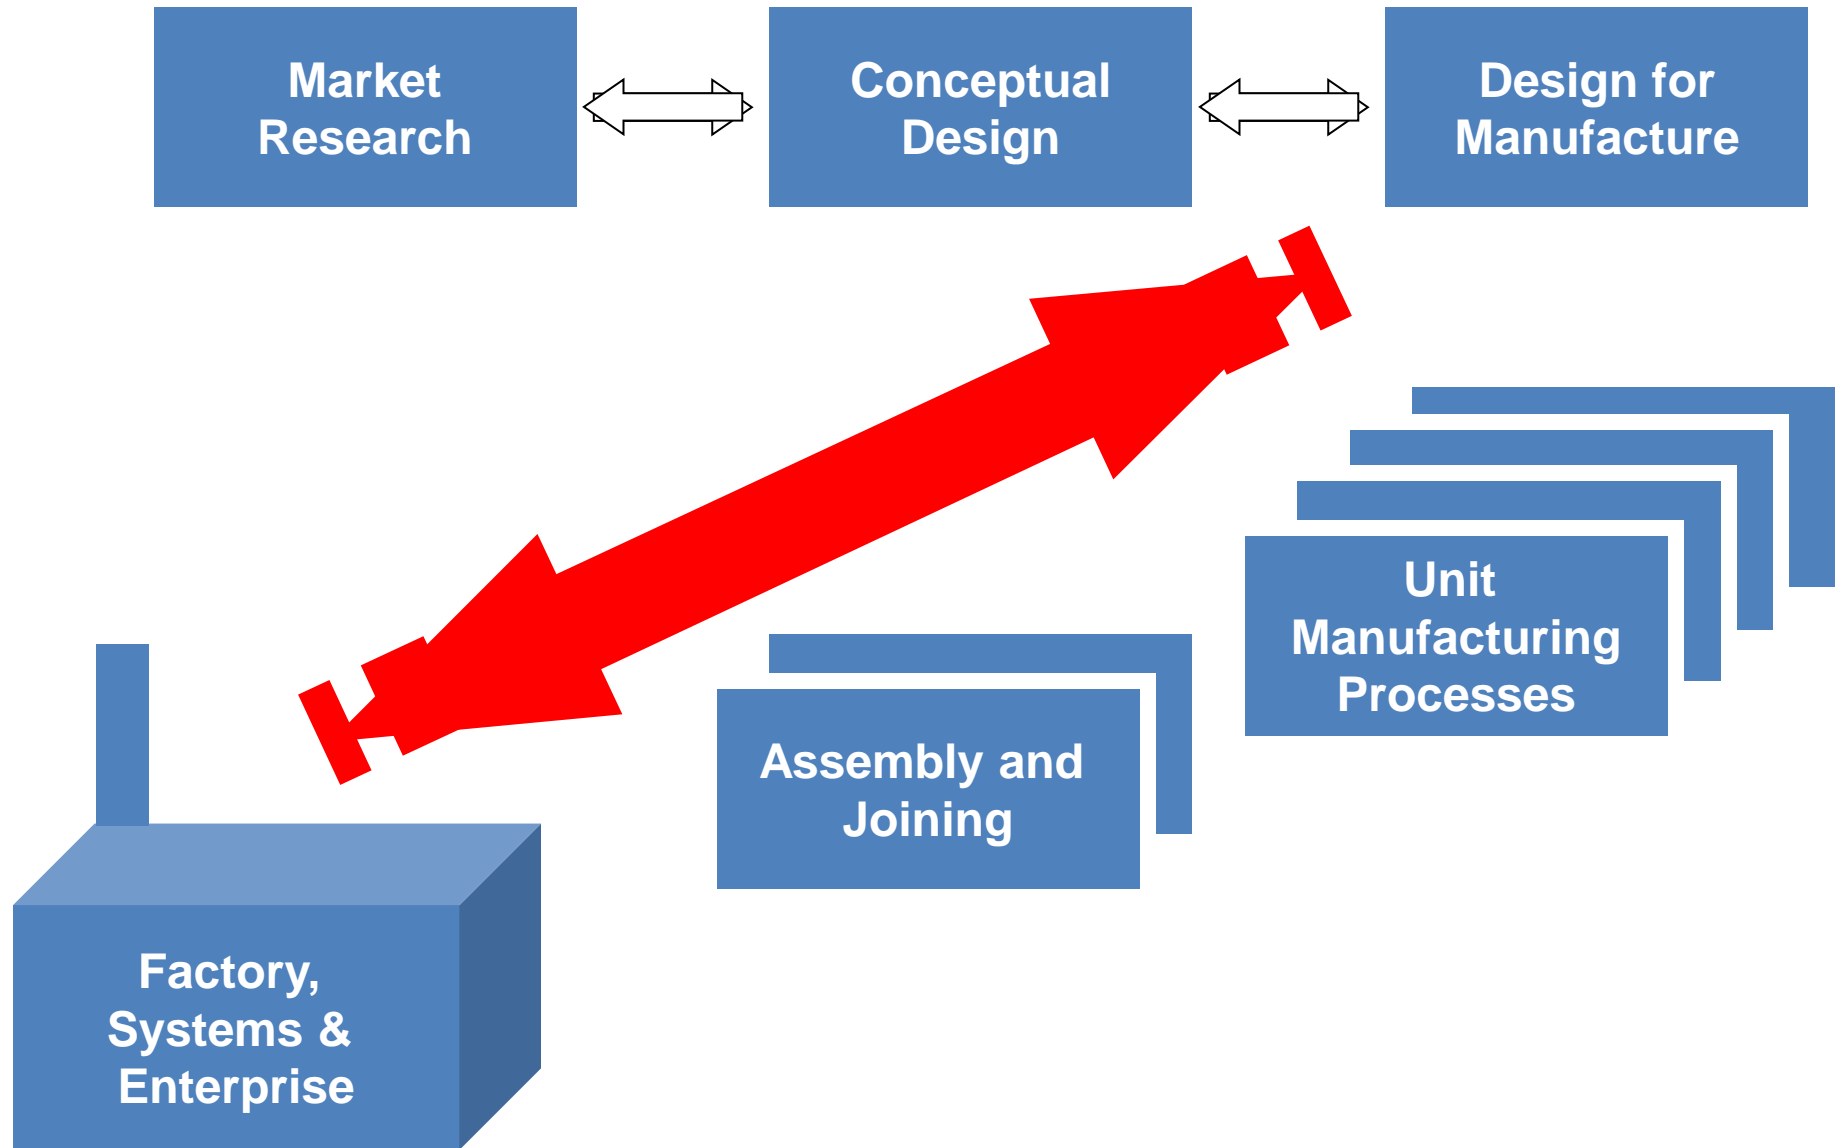 Market
Research
Conceptual
Design
Design for
Manufacture
Unit
Manufacturing
Processes
Assembly and
Joining
Factory,
Systems &
Enterprise